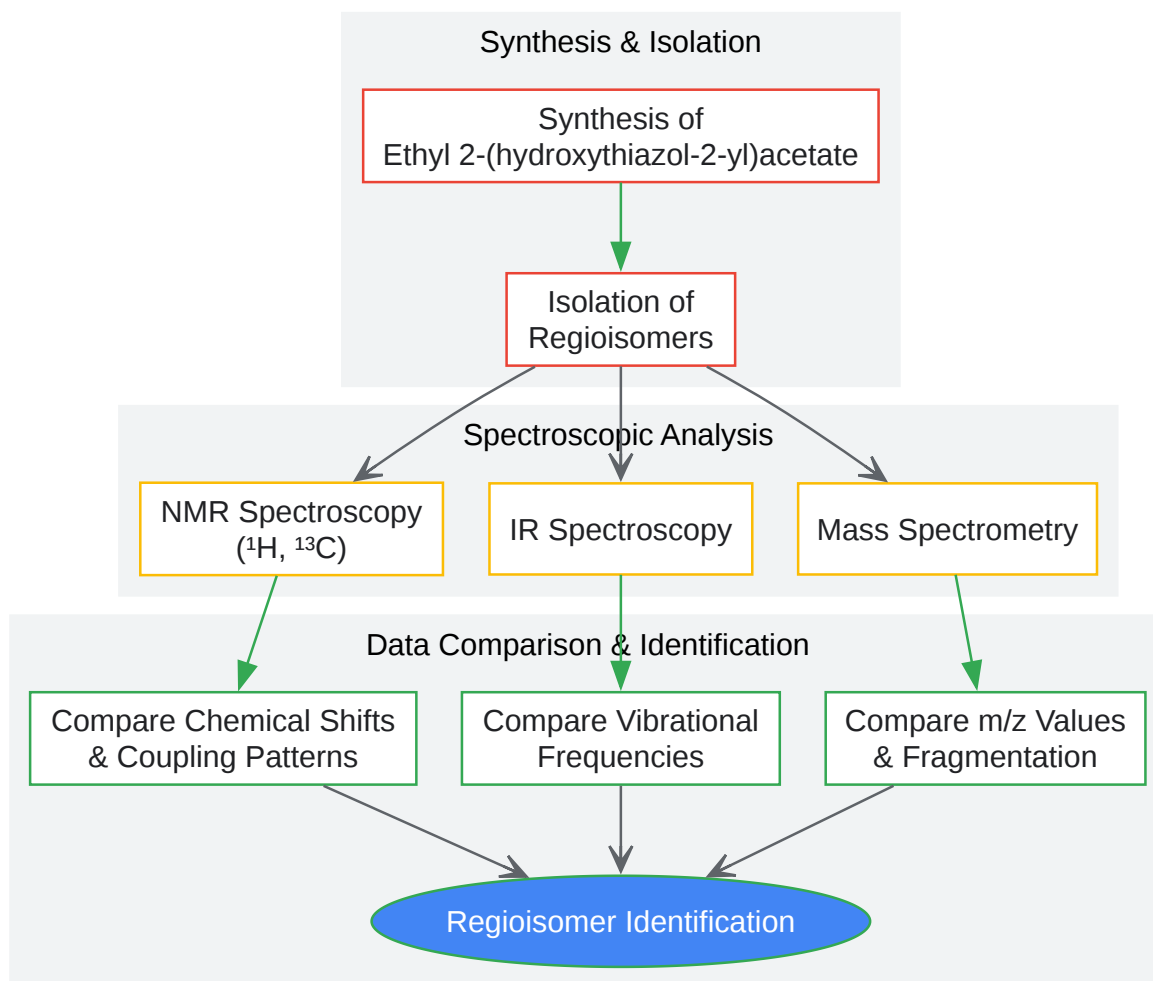 Synthesis & Isolation
Synthesis of
Ethyl 2-(hydroxythiazol-2-yl)acetate
Isolation of
Regioisomers
Spectroscopic Analysis
NMR Spectroscopy
(¹H, ¹³C)
IR Spectroscopy
Mass Spectrometry
Data Comparison & Identification
Compare Chemical Shifts
& Coupling Patterns
Compare Vibrational
Frequencies
Compare m/z Values
& Fragmentation
Regioisomer Identification